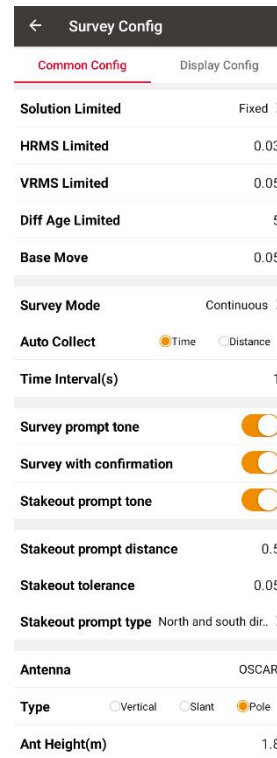 Survey Config
Common Config Display Config
Solution Limited Fixed
HRMS Limited 0.03
VRMS Limited 0.05
Diff Age Limited 5
Base Move 0.05
Survey Mode Continuous
Auto Collect Time Distance
Time Interval(s) 1
Survey prompt tone
Survey with confirmation
Stakeout prompt tone
Stakeout prompt distance 0.5
Stakeout tolerance 0.05
Stakeout prompt type North and south dir..
Antenna OSCAR
Type Vertical Slant Pole
Ant Height(m) 1.8